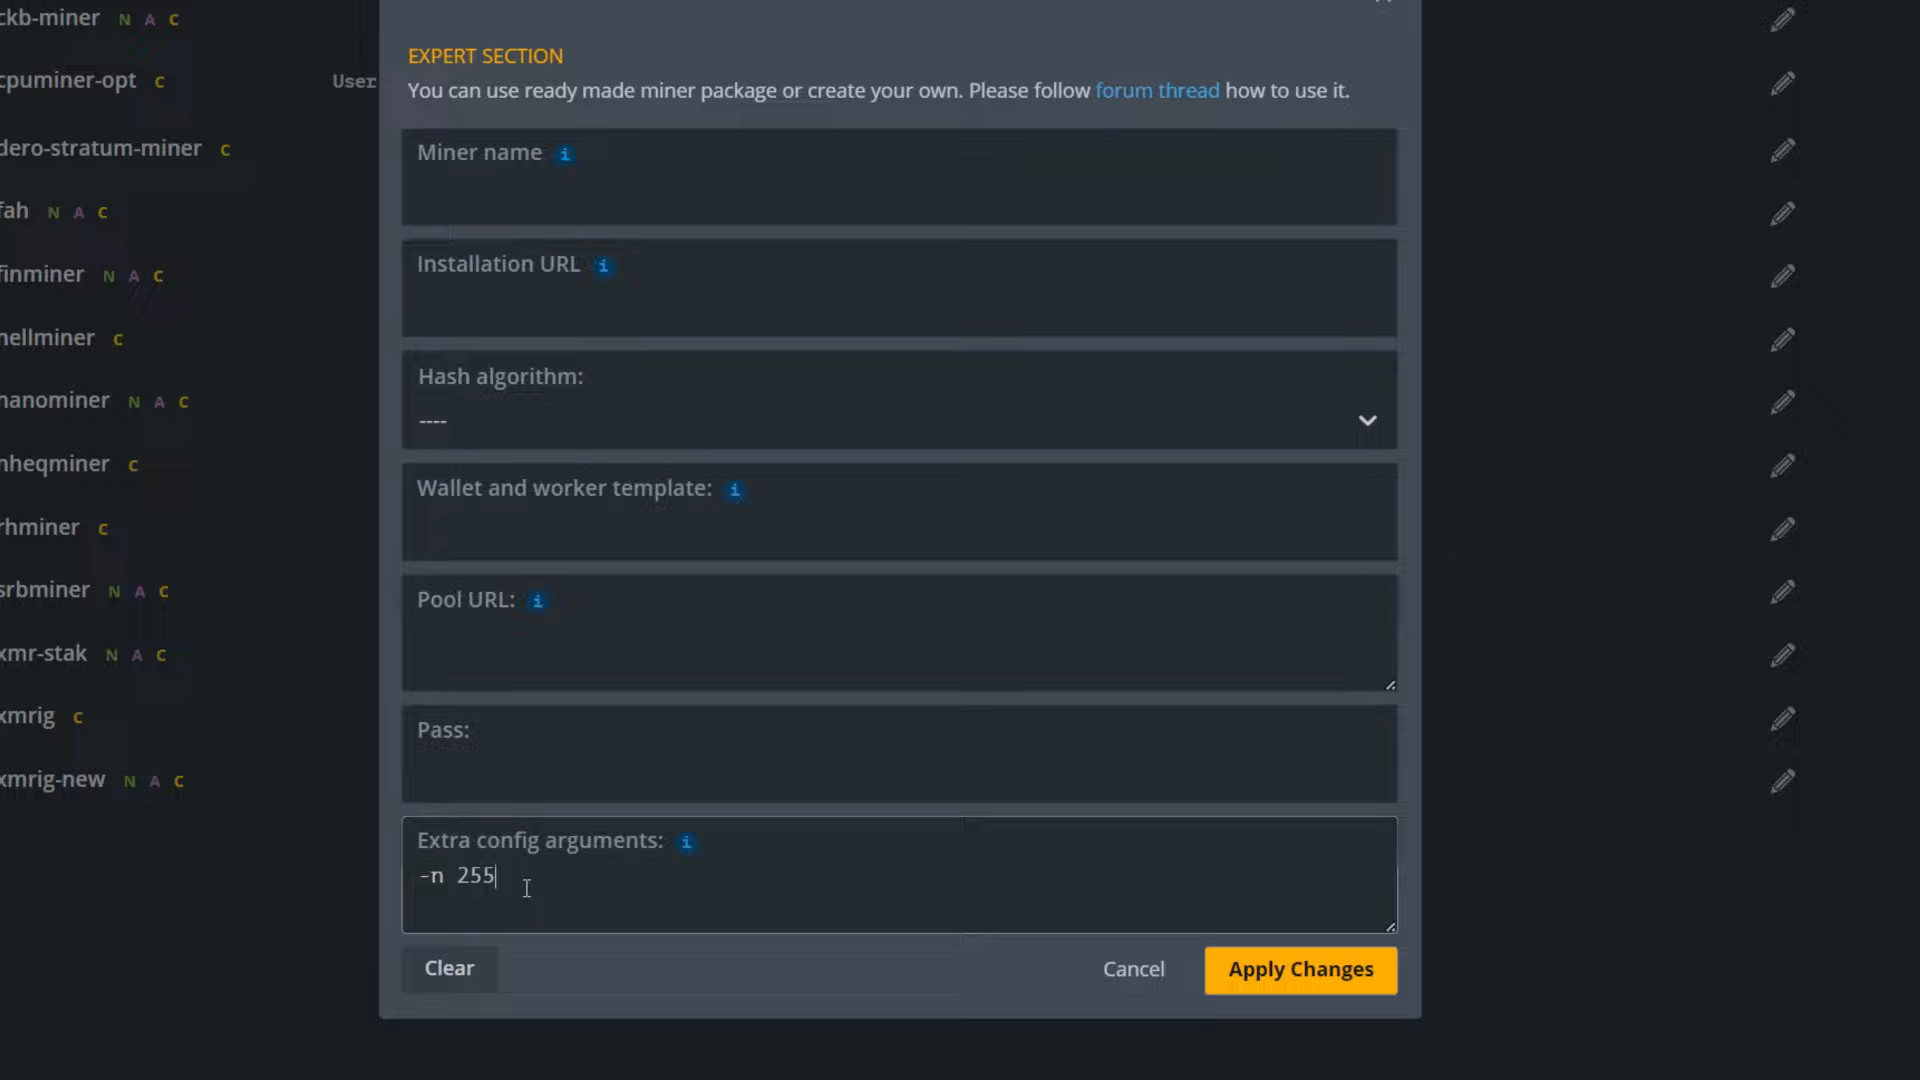 ckb-miner N A C
cpuminer-opt C User
dero-stratum-miner C
fah N A C
finminer N A C
hellminer C
nanominer N A C
nheqminer C
rhminer C
srbminer N A C
xmr-stak N A C
xmrig C
xmrig-new N A C
EXPERT SECTION
You can use ready made miner package or create your own. Please follow forum thread how to use it.
Miner name i
Installation URL i
Hash algorithm:
----
Wallet and worker template: i
Pool URL: i
Pass:
Extra config arguments: i
-n 255
Clear Cancel Apply Changes